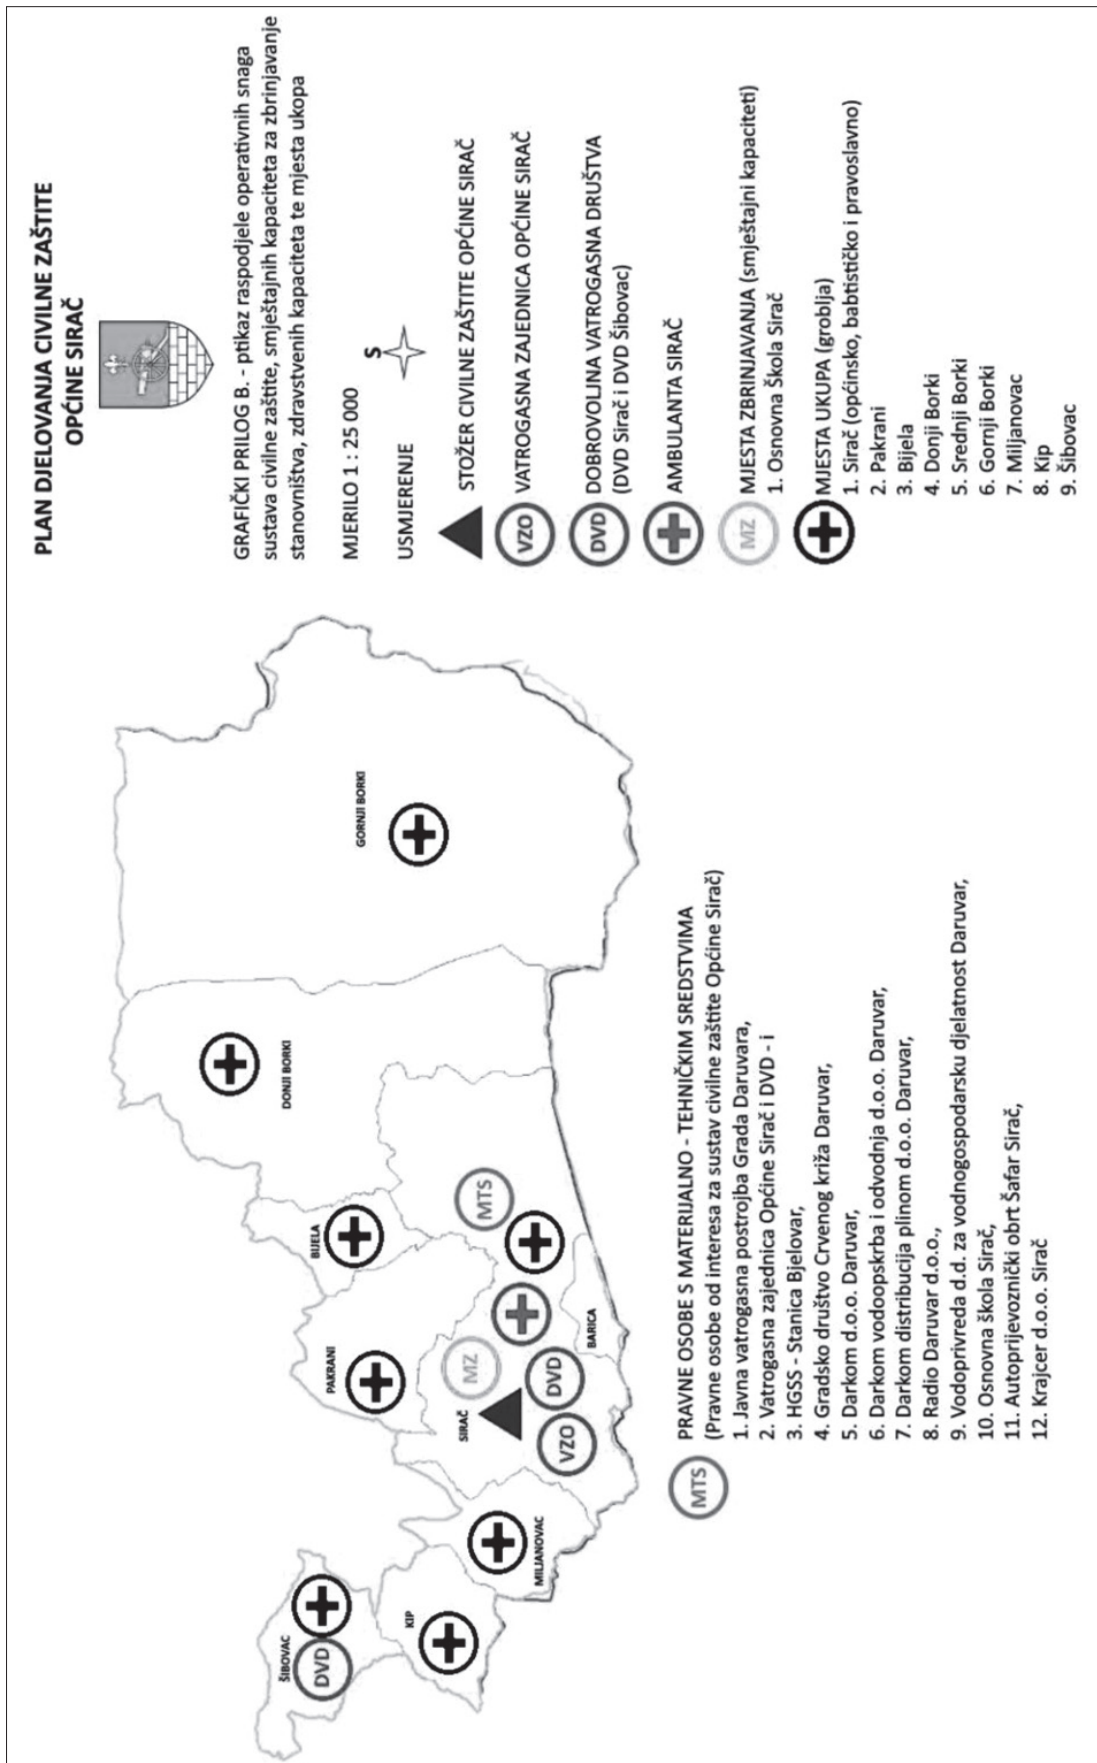 PLAN DJELOVANJA CIVILNE ZAŠTITE
OPĆINE SIRAČ
GRAFIČKI PRILOG B. - ptikaz raspodjele operativnih snaga
sustava civilne zaštite, smještajnih kapaciteta za zbrinjavanje
stanovništva, zdravstvenih kapaciteta te mjesta ukopa
MJERILO 1 : 25 000
USMJERENJE
S
STOŽER CIVILNE ZAŠTITE OPĆINE SIRAČ
VZO
VATROGASNA ZAJEDNICA OPĆINE SIRAČ
DVD
DOBROVOLJNA VATROGASNA DRUŠTVA
(DVD Sirač i DVD Šibovac)
AMBULANTA SIRAČ
MZ
MJESTA ZBRINJAVANJA (smještajni kapaciteti)
1. Osnovna Škola Sirač
MJESTA UKUPA (groblja)
1. Sirač (općinsko, babtističko i pravoslavno)
2. Pakrani
3. Bijela
4. Donji Borki
5. Srednji Borki
6. Gornji Borki
7. Miljanovac
8. Kip
9. Šibovac
ŠIBOVAC
DVD
KIP
MILJANOVAC
PAKRANI
BIJELA
SIRAČ
MZ
VZO
DVD
MTS
BARICA
DONJI BORKI
GORNJI BORKI
MTS
PRAVNE OSOBE S MATERIJALNO - TEHNIČKIM SREDSTVIMA
(Pravne osobe od interesa za sustav civilne zaštite Općine Sirač)
1. Javna vatrogasna postrojba Grada Daruvara,
2. Vatrogasna zajednica Općine Sirač i DVD - i
3. HGSS - Stanica Bjelovar,
4. Gradsko društvo Crvenog križa Daruvar,
5. Darkom d.o.o. Daruvar,
6. Darkom vodoopskrba i odvodnja d.o.o. Daruvar,
7. Darkom distribucija plinom d.o.o. Daruvar,
8. Radio Daruvar d.o.o.,
9. Vodoprivreda d.d. za vodnogospodarsku djelatnost Daruvar,
10. Osnovna škola Sirač,
11. Autoprijevoznički obrt Šafar Sirač,
12. Krajcer d.o.o. Sirač